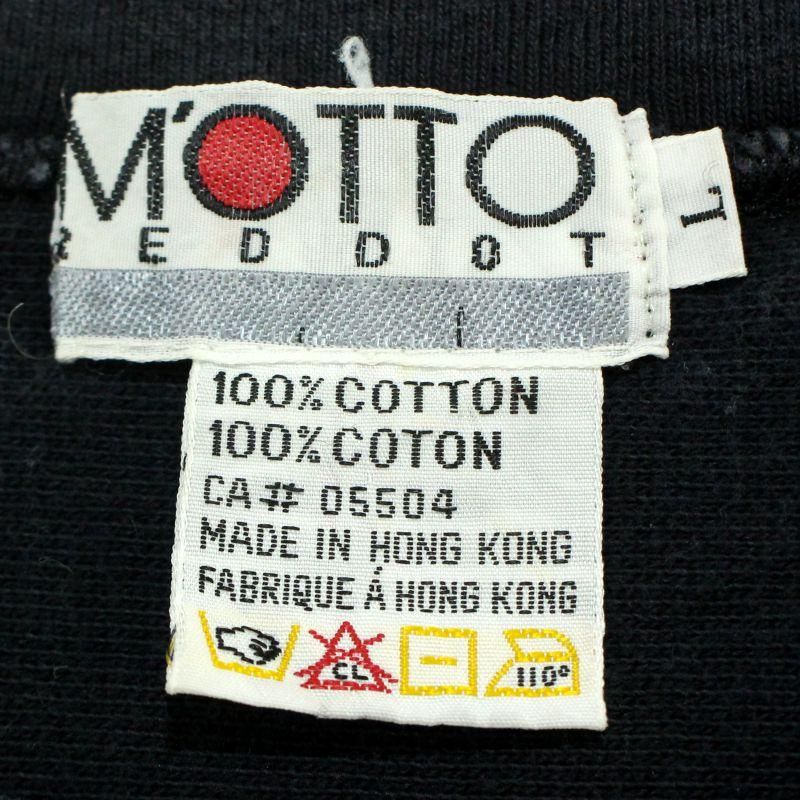 M'OTTO
REDDOT
L
100% COTTON
100% COTON
CA# 05504
MADE IN HONG KONG
FABRIQUE À HONG KONG
CL
110°